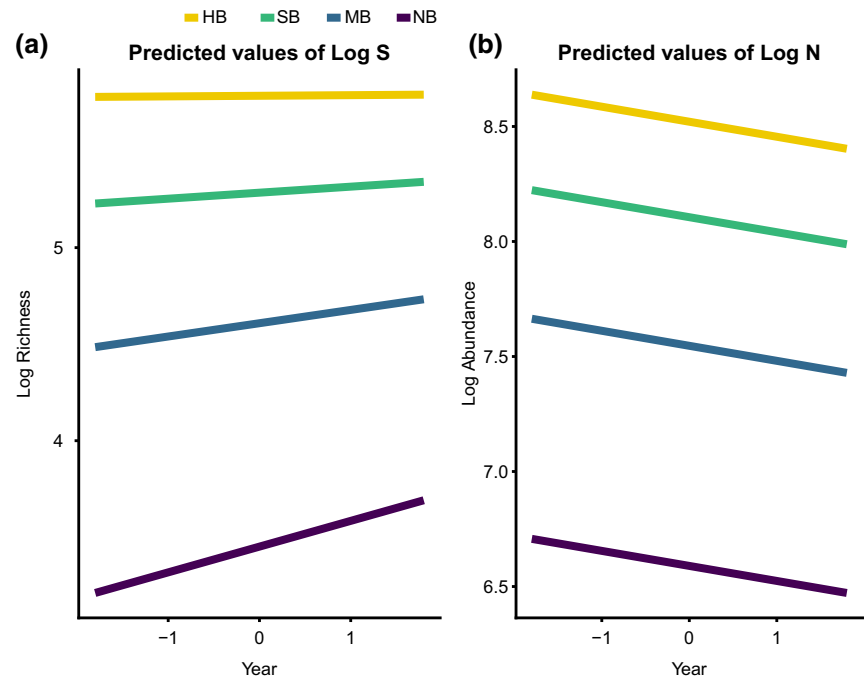 HB SB MB NB
(a) Predicted values of Log S
Log Richness
5
4
−1 0 1
Year
(b) Predicted values of Log N
Log Abundance
8.5
8.0
7.5
7.0
6.5
−1 0 1
Year